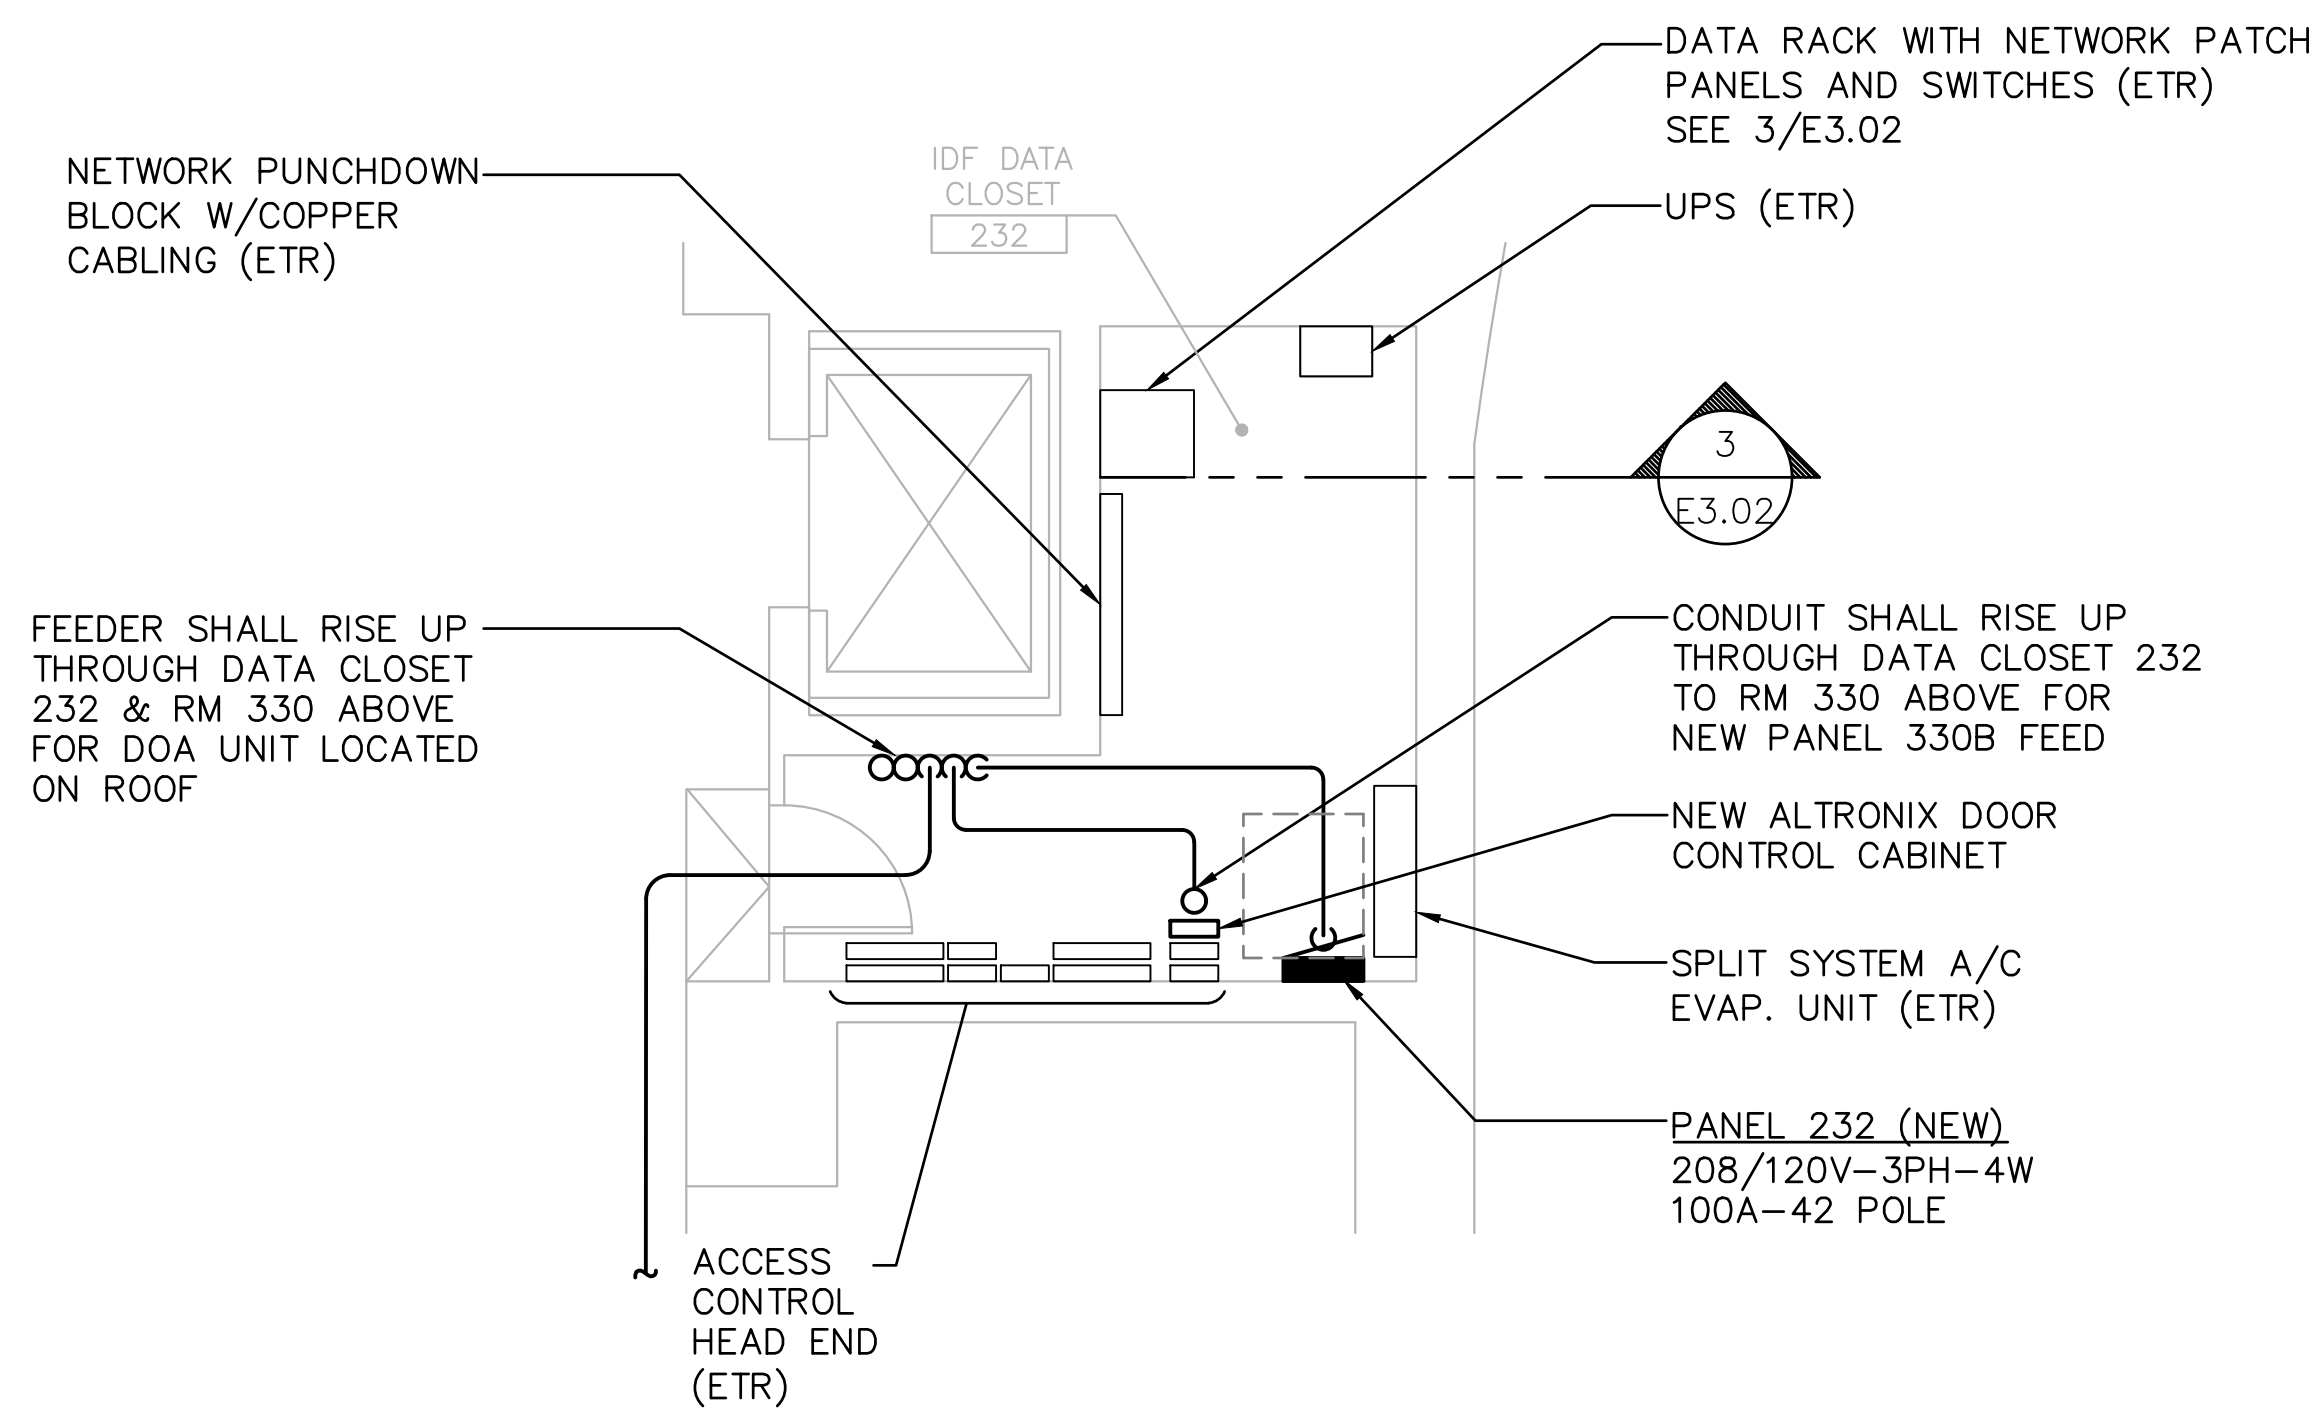 DATA RACK WITH NETWORK PATCH
PANELS AND SWITCHES (ETR)
SEE 3/E3.02
UPS (ETR)
IDF DATA
CLOSET
232
NETWORK PUNCHDOWN
BLOCK W/COPPER
CABLING (ETR)
3
E3.02
FEEDER SHALL RISE UP
THROUGH DATA CLOSET
232 & RM 330 ABOVE
FOR DOA UNIT LOCATED
ON ROOF
CONDUIT SHALL RISE UP
THROUGH DATA CLOSET 232
TO RM 330 ABOVE FOR
NEW PANEL 330B FEED
NEW ALTRONIX DOOR
CONTROL CABINET
SPLIT SYSTEM A/C
EVAP. UNIT (ETR)
PANEL 232 (NEW)
208/120V-3PH-4W
100A-42 POLE
ACCESS
CONTROL
HEAD END
(ETR)